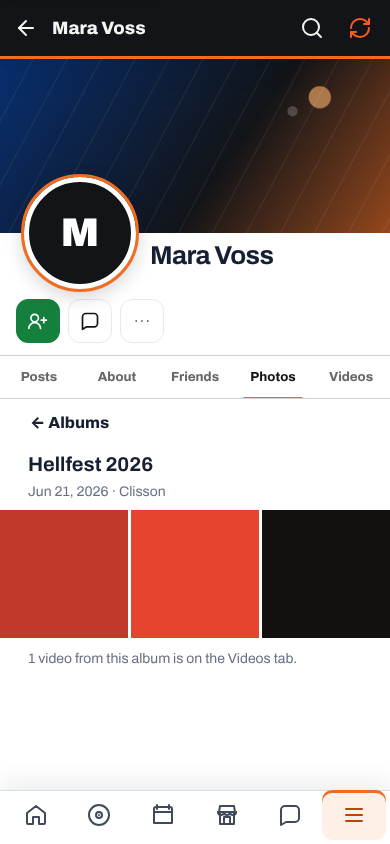 Mara Voss
M
Mara Voss
Posts About Friends Photos Videos
← Albums
Hellfest 2026
Jun 21, 2026 · Clisson
1 video from this album is on the Videos tab.